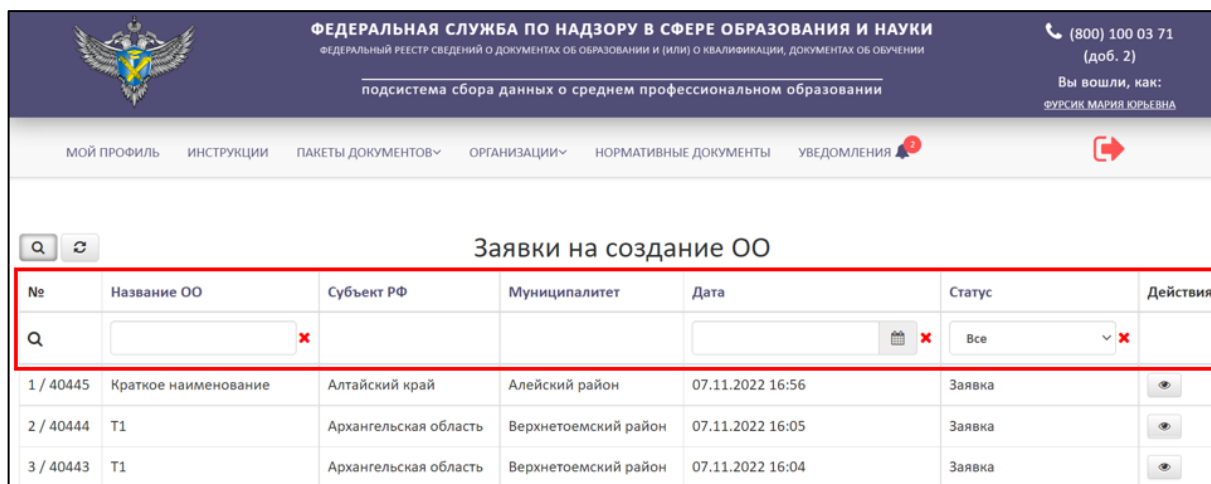 ФЕДЕРАЛЬНАЯ СЛУЖБА ПО НАДЗОРУ В СФЕРЕ ОБРАЗОВАНИЯ И НАУКИ
ФЕДЕРАЛЬНЫЙ РЕЕСТР СВЕДЕНИЙ О ДОКУМЕНТАХ ОБ ОБРАЗОВАНИИ И (ИЛИ) О КВАЛИФИКАЦИИ, ДОКУМЕНТАХ ОБ ОБУЧЕНИИ
подсистема сбора данных о среднем профессиональном образовании
(800) 100 03 71
(доб. 2)
Вы вошли, как:
ФУРСИК МАРИЯ ЮРЬЕВНА
МОЙ ПРОФИЛЬ ИНСТРУКЦИИ ПАКЕТЫ ДОКУМЕНТОВ ОРГАНИЗАЦИИ НОРМАТИВНЫЕ ДОКУМЕНТЫ УВЕДОМЛЕНИЯ 2
Заявки на создание ОО
№ Название ОО Субъект РФ Муниципалитет Дата Статус Действия
Все
1 / 40445 Краткое наименование Алтайский край Алейский район 07.11.2022 16:56 Заявка
2 / 40444 Т1 Архангельская область Верхнетоемский район 07.11.2022 16:05 Заявка
3 / 40443 Т1 Архангельская область Верхнетоемский район 07.11.2022 16:04 Заявка